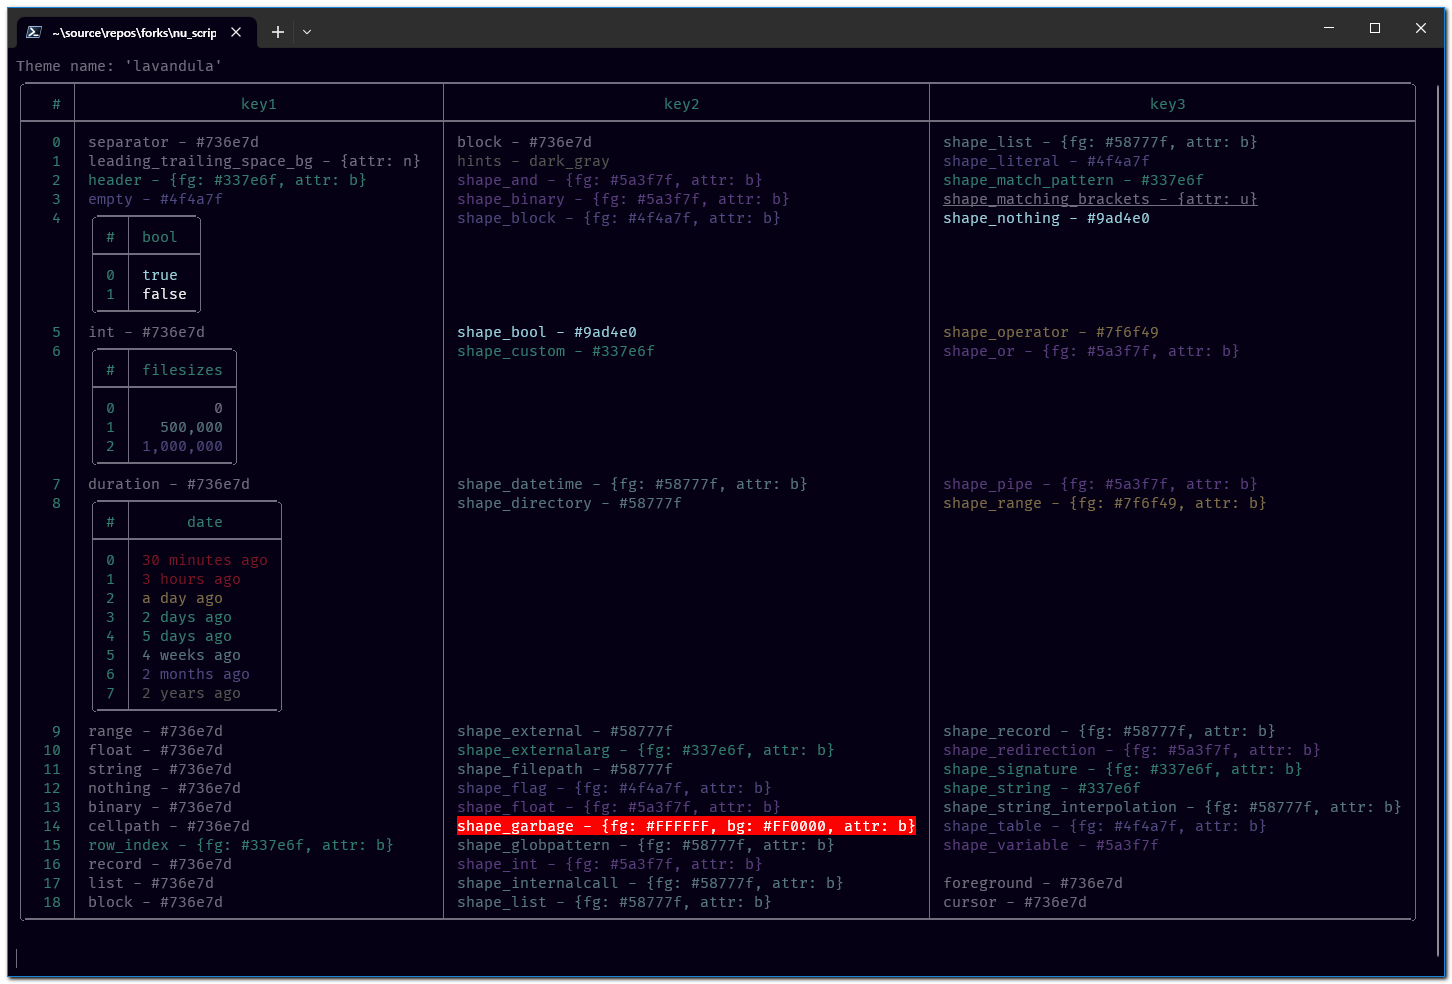 ~\source\repos\forks\nu_scrip
Theme name: 'lavandula'
# key1 key2 key3
0 separator - #736e7d block - #736e7d shape_list - {fg: #58777f, attr: b}
1 leading_trailing_space_bg - {attr: n} hints - dark_gray shape_literal - #4f4a7f
2 header - {fg: #337e6f, attr: b} shape_and - {fg: #5a3f7f, attr: b} shape_match_pattern - #337e6f
3 empty - #4f4a7f shape_binary - {fg: #5a3f7f, attr: b} shape_matching_brackets - {attr: u}
4 shape_block - {fg: #4f4a7f, attr: b} shape_nothing - #9ad4e0
# bool
0 true
1 false
5 int - #736e7d shape_bool - #9ad4e0 shape_operator - #7f6f49
6 shape_custom - #337e6f shape_or - {fg: #5a3f7f, attr: b}
# filesizes
0 0
1 500,000
2 1,000,000
7 duration - #736e7d shape_datetime - {fg: #58777f, attr: b} shape_pipe - {fg: #5a3f7f, attr: b}
8 shape_directory - #58777f shape_range - {fg: #7f6f49, attr: b}
# date
0 30 minutes ago
1 3 hours ago
2 a day ago
3 2 days ago
4 5 days ago
5 4 weeks ago
6 2 months ago
7 2 years ago
9 range - #736e7d shape_external - #58777f shape_record - {fg: #58777f, attr: b}
10 float - #736e7d shape_externalarg - {fg: #337e6f, attr: b} shape_redirection - {fg: #5a3f7f, attr: b}
11 string - #736e7d shape_filepath - #58777f shape_signature - {fg: #337e6f, attr: b}
12 nothing - #736e7d shape_flag - {fg: #4f4a7f, attr: b} shape_string - #337e6f
13 binary - #736e7d shape_float - {fg: #5a3f7f, attr: b} shape_string_interpolation - {fg: #58777f, attr: b}
14 cellpath - #736e7d shape_garbage - {fg: #FFFFFF, bg: #FF0000, attr: b} shape_table - {fg: #4f4a7f, attr: b}
15 row_index - {fg: #337e6f, attr: b} shape_globpattern - {fg: #58777f, attr: b} shape_variable - #5a3f7f
16 record - #736e7d shape_int - {fg: #5a3f7f, attr: b}
17 list - #736e7d shape_internalcall - {fg: #58777f, attr: b} foreground - #736e7d
18 block - #736e7d shape_list - {fg: #58777f, attr: b} cursor - #736e7d